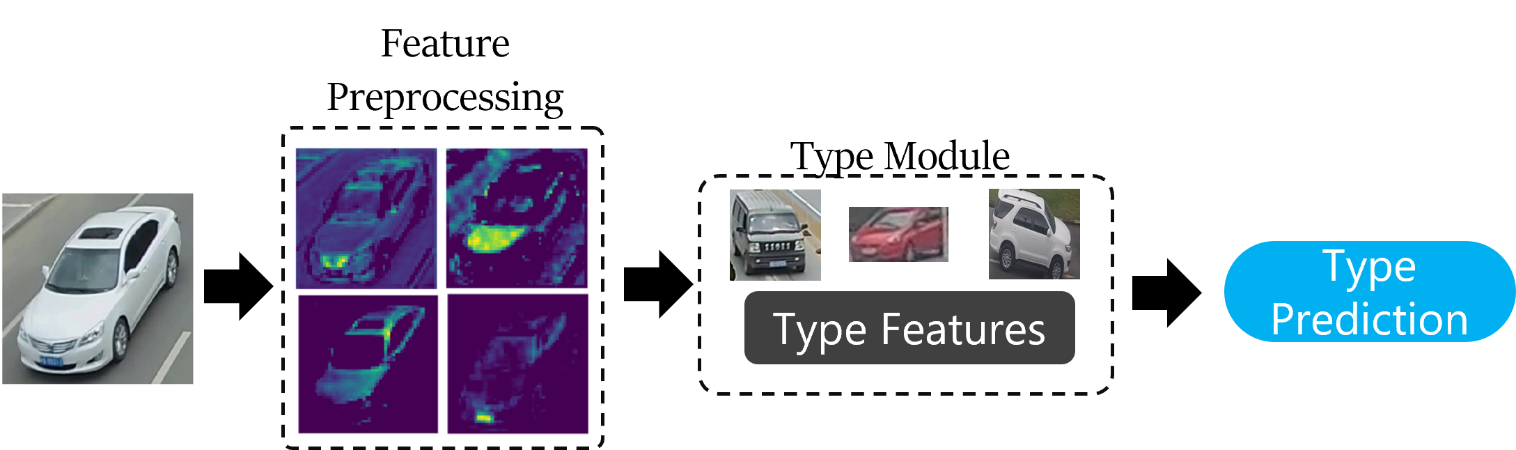 Feature
Preprocessing
Type Module
Type Features
Type
Prediction